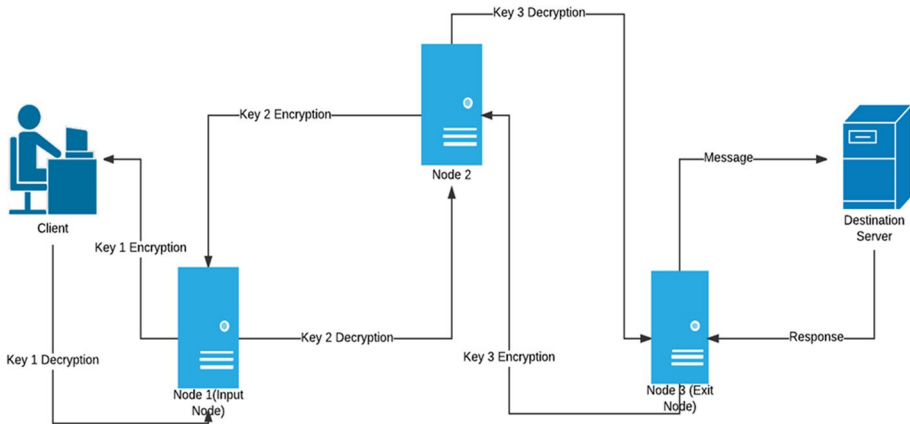 Key 3 Decryption
Key 2 Encryption
Node 2
Message
Client
Destination
Server
Key 1 Encryption
Key 2 Decryption
Response
Key 1 Decryption
Key 3 Encryption
Node 1(Input
Node)
Node 3 (Exit
Node)